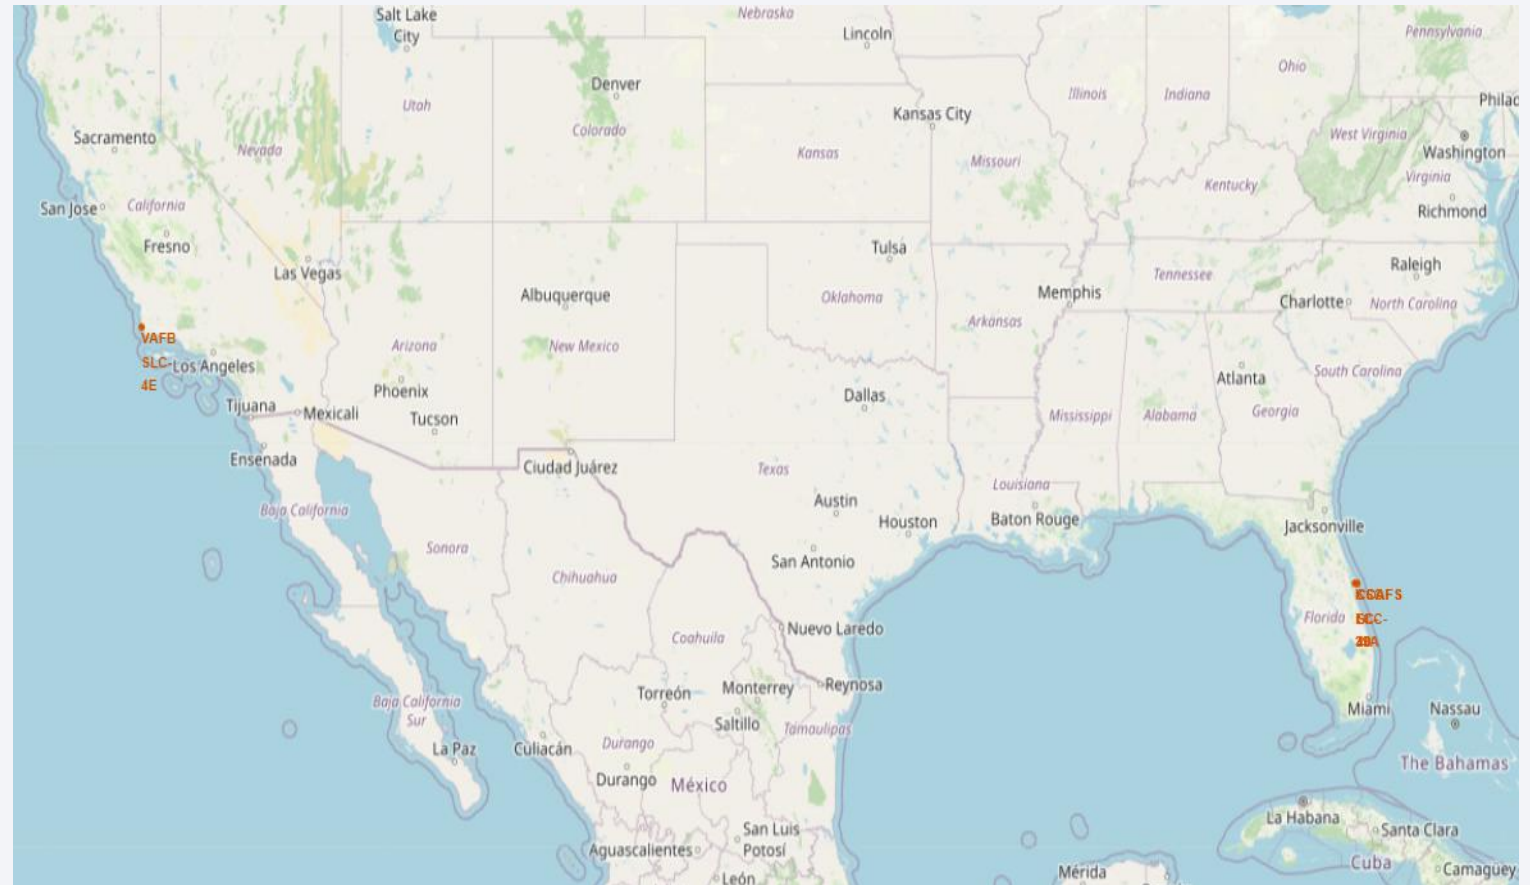 Salt Lake
City
Nebraska
Lincoln
Pennsylvania
Ohio
Denver
Utah
Illinois
Indiana
Philad
Kansas City
Colorado
Sacramento
Nevada
Kansas
Missouri
West Virginia
Washington
Virginia
Kentucky
San Jose
California
Richmond
Fresno
Tulsa
Las Vegas
Raleigh
Tennessee
Albuquerque
Oklahoma
Memphis
Charlotte
North Carolina
Arkansas
VAFB
SLC-
4E
Los Angeles
Arizona
New Mexico
South Carolina
Phoenix
Dallas
Atlanta
Tijuana
Mexicali
Tucson
Mississippi
Alabama
Georgia
Ensenada
Ciudad Juárez
Texas
Louisiana
Baja California
Austin
Houston
Baton Rouge
Jacksonville
Sonora
San Antonio
Chihuahua
Florida
Coahuila
Nuevo Laredo
Torreón
Monterrey
Reynosa
Baja California
Sur
Saltillo
Tamaulipas
Miami
Nassau
La Paz
Culiacán
Durango
Durango
México
The Bahamas
La Habana
Santa Clara
San Luis
Potosí
Aguascalientes
Cuba
Camagüey
León
Mérida